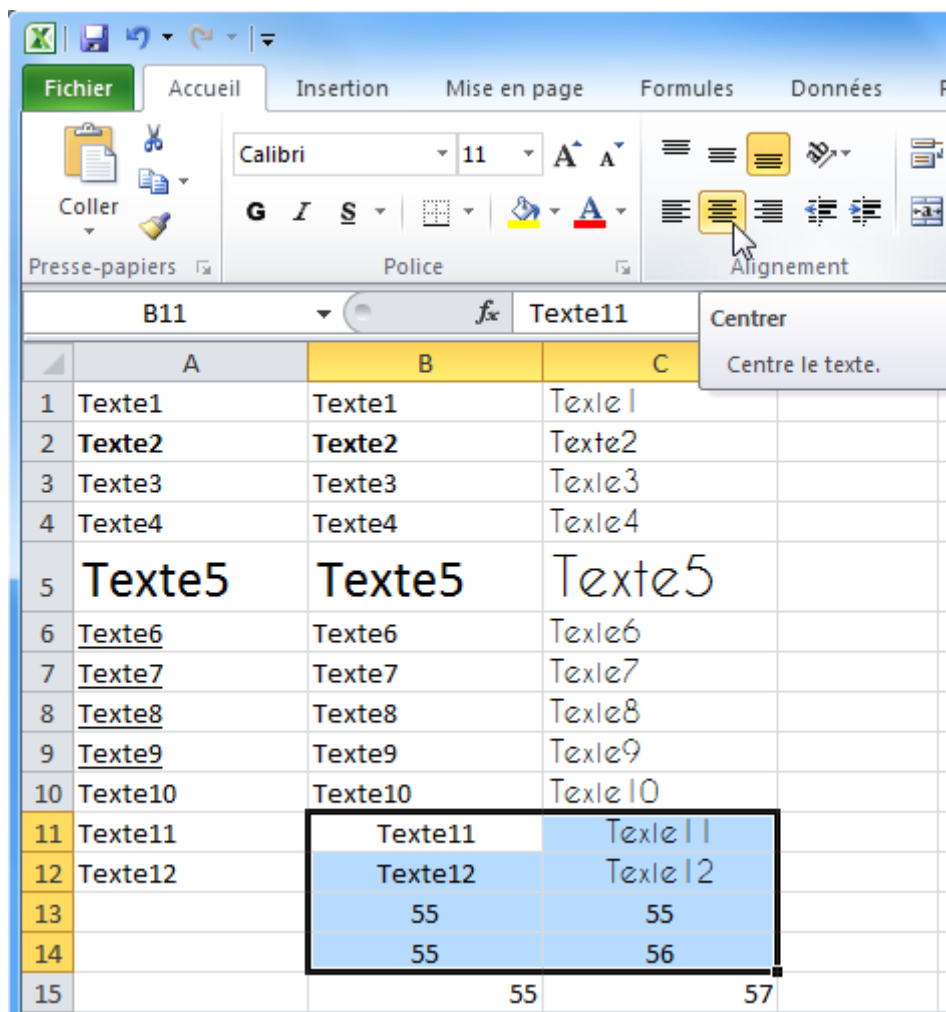 Fichier Accueil Insertion Mise en page Formules Données
Calibri 11 A A
Coller G I S A
Presse-papiers Police Alignement
B11 fx Texte11 Centrer
A B C Centre le texte.
1 Texte1 Texte1 Texte1
2 Texte2 Texte2 Texte2
3 Texte3 Texte3 Texte3
4 Texte4 Texte4 Texte4
5 Texte5 Texte5 Texte5
6 Texte6 Texte6 Texte6
7 Texte7 Texte7 Texte7
8 Texte8 Texte8 Texte8
9 Texte9 Texte9 Texte9
10 Texte10 Texte10 Texte10
11 Texte11 Texte11 Texte11
12 Texte12 Texte12 Texte12
13 55 55
14 55 56
15 55 57